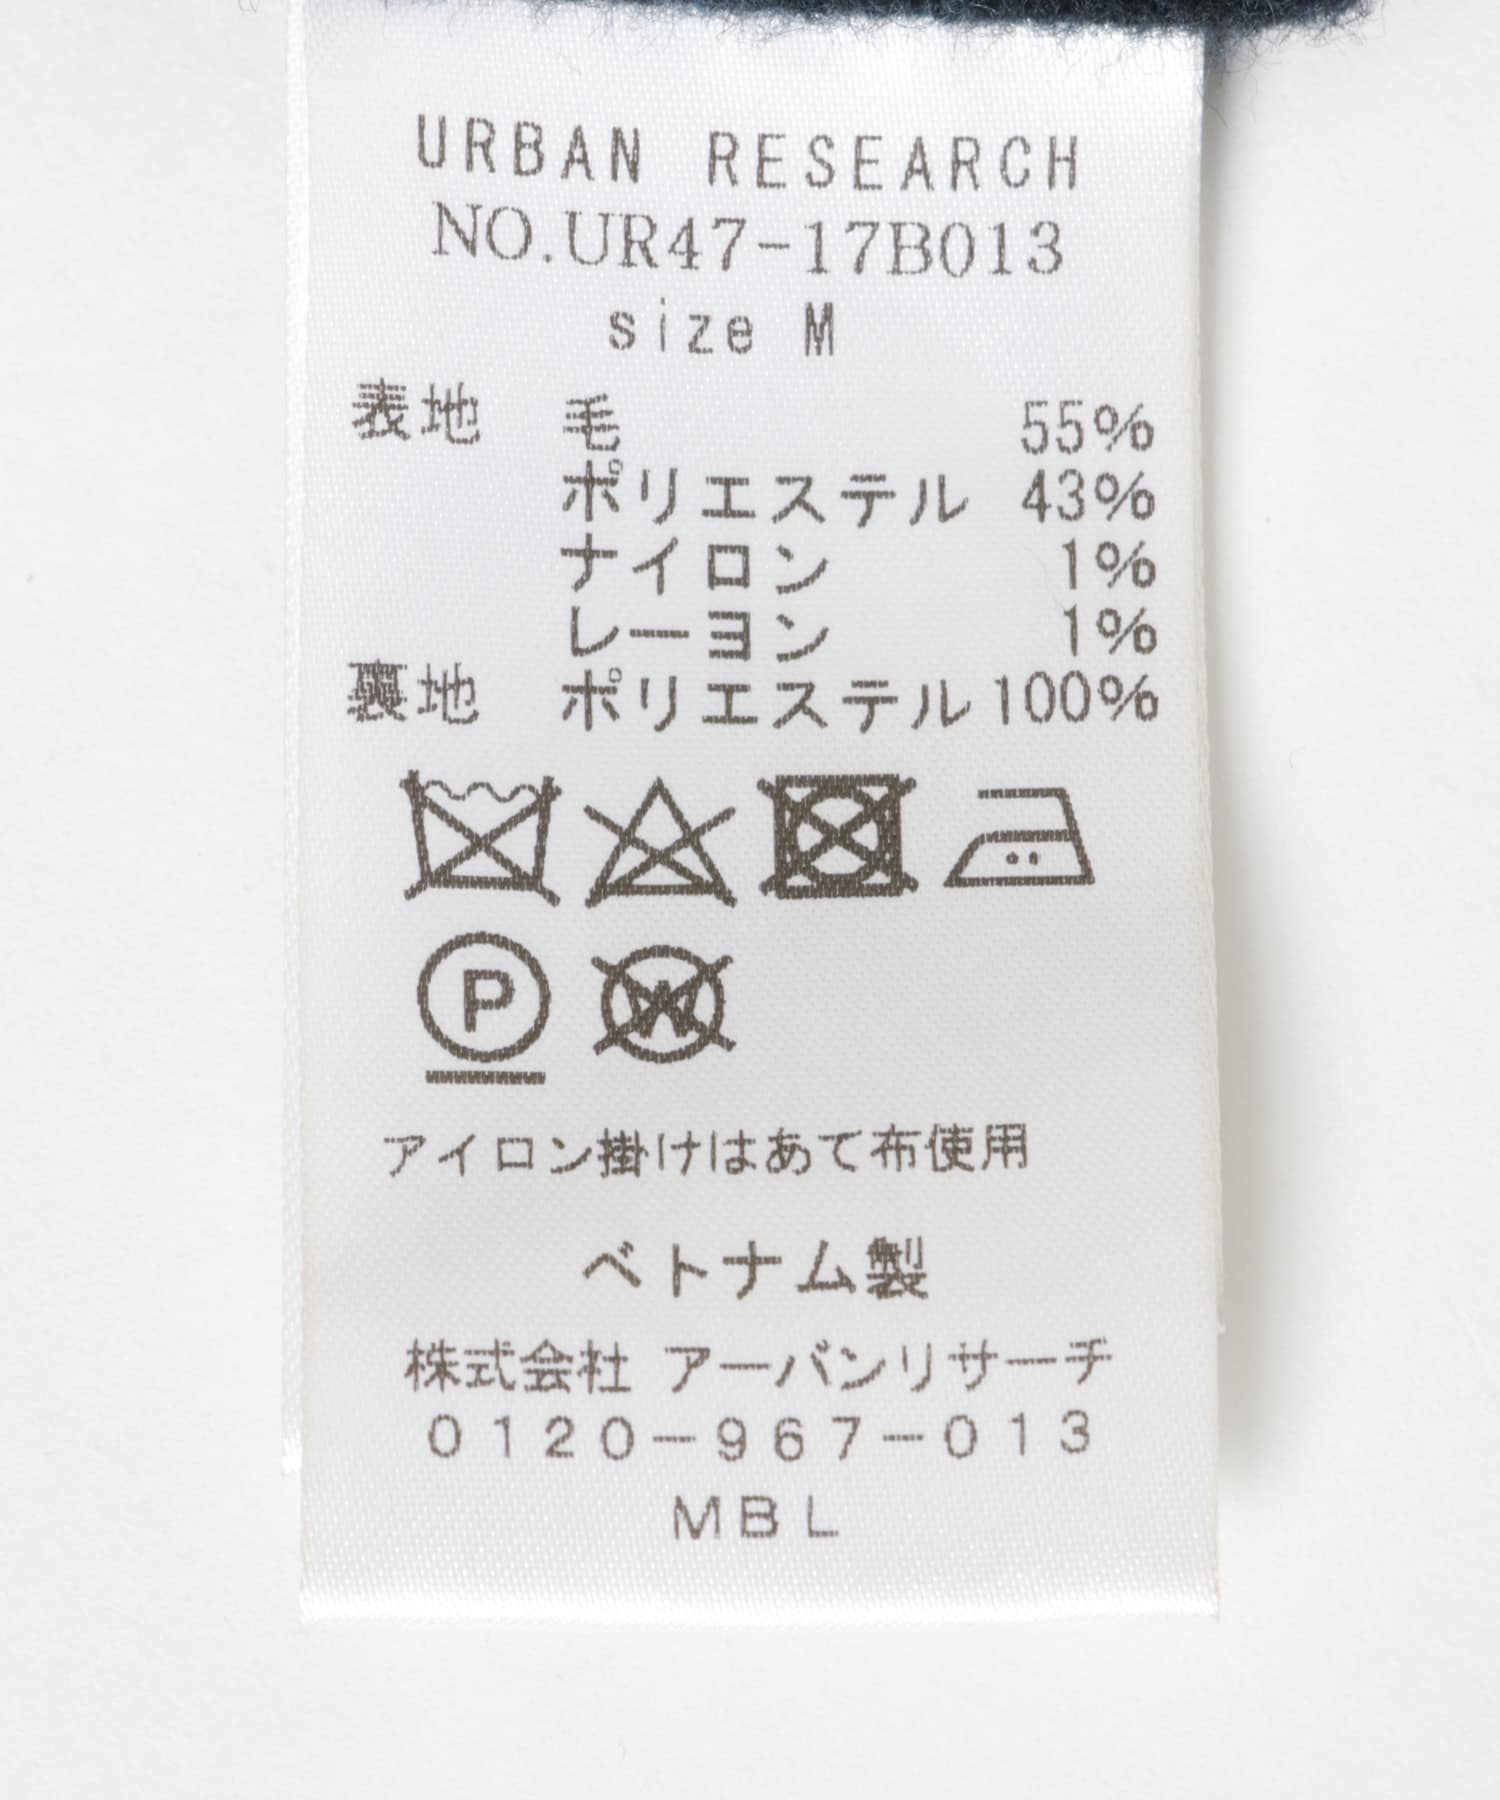 URBAN RESEARCH
NO.UR47-17B013
size M
表地 毛 55%
ポリエステル 43%
ナイロン 1%
レーヨン 1%
裏地 ポリエステル 100%
P W
アイロン掛けはあて布使用
ベトナム製
株式会社 アーバンリサーチ
0120-967-013
MBL